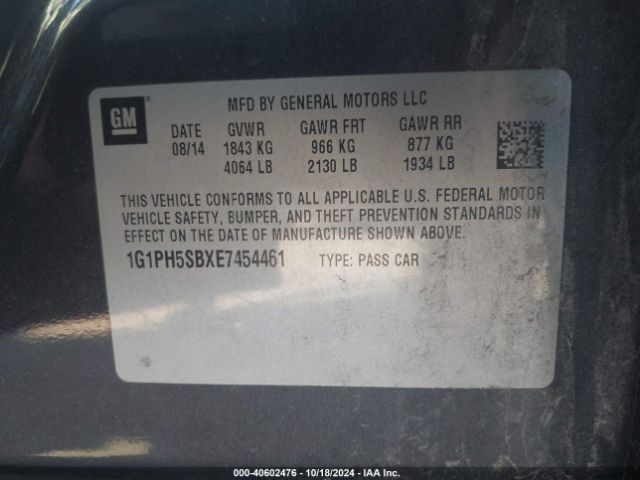 GM
MFD BY GENERAL MOTORS LLC
DATE GVWR GAWR FRT GAWR RR
08/14 1843 KG 966 KG 877 KG
4064 LB 2130 LB 1934 LB
THIS VEHICLE CONFORMS TO ALL APPLICABLE U.S. FEDERAL MOTOR
VEHICLE SAFETY, BUMPER, AND THEFT PREVENTION STANDARDS IN
EFFECT ON THE DATE OF MANUFACTURE SHOWN ABOVE.
1G1PH5SBXE7454461 TYPE: PASS CAR
000-40602476 - 10/18/2024 - IAA Inc.